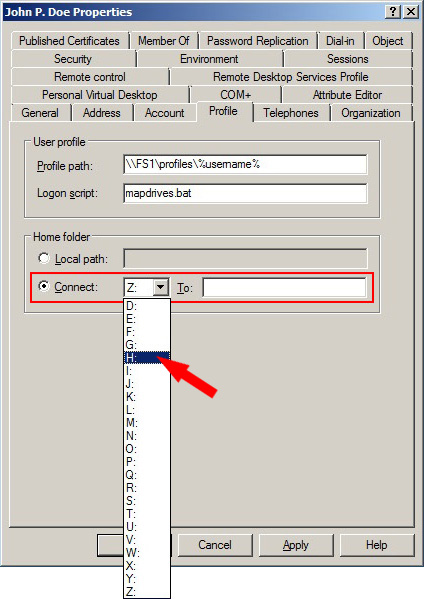 John P. Doe Properties
Published Certificates Member Of Password Replication Dial-in Object
Security Environment Sessions
Remote control Remote Desktop Services Profile
Personal Virtual Desktop COM+ Attribute Editor
General Address Account Profile Telephones Organization
User profile
Profile path: \\FS1\profiles\%username%
Logon script: mapdrives.bat
Home folder
Local path:
Connect: Z: To:
D:
E:
F:
G:
H:
I:
J:
K:
L:
M:
N:
O:
P:
Q:
R:
S:
T:
U:
V:
W:
X:
Y:
Z:
Cancel Apply Help